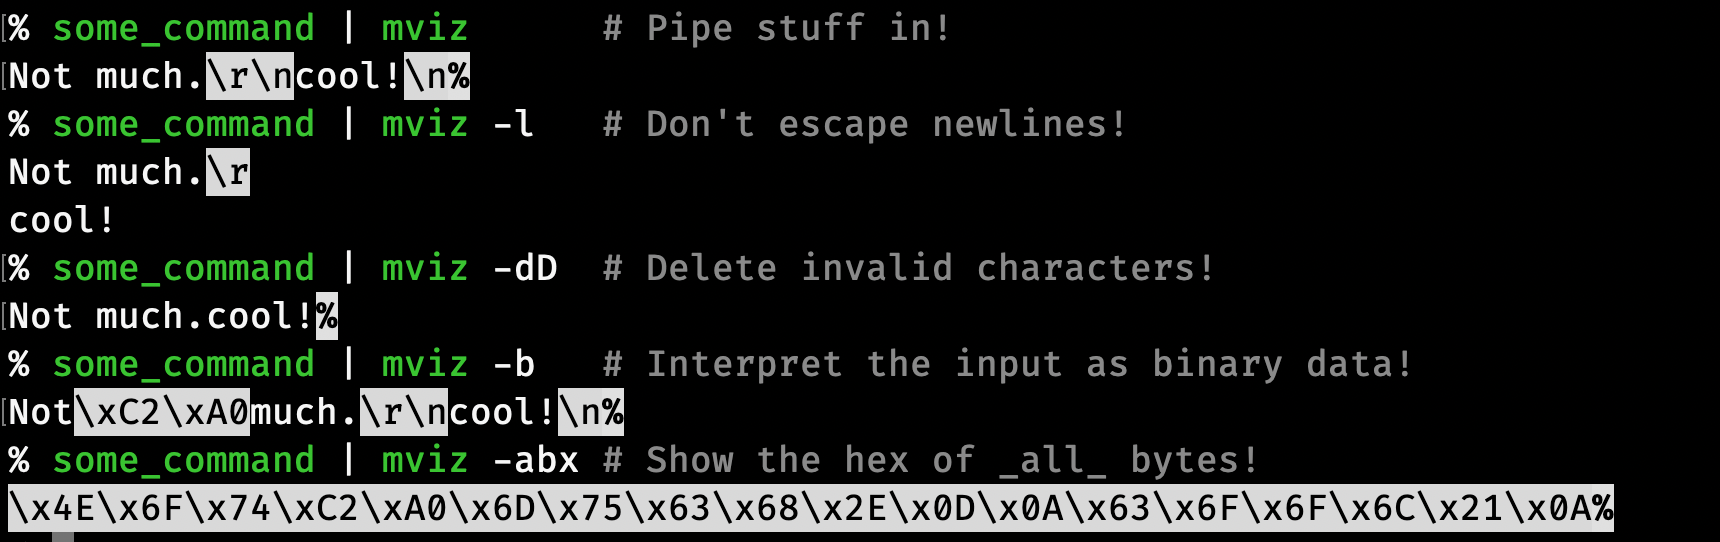 % some_command | mviz      # Pipe stuff in!
Not much.\r\ncool!\n%
% some_command | mviz -l   # Don't escape newlines!
Not much.\r
cool!
% some_command | mviz -dD  # Delete invalid characters!
Not much.cool!%
% some_command | mviz -b   # Interpret the input as binary data!
Not\xC2\xA0much.\r\ncool!\n%
% some_command | mviz -abx # Show the hex of _all_ bytes!
\x4E\x6F\x74\xC2\xA0\x6D\x75\x63\x68\x2E\x0D\x0A\x63\x6F\x6F\x6C\x21\x0A%